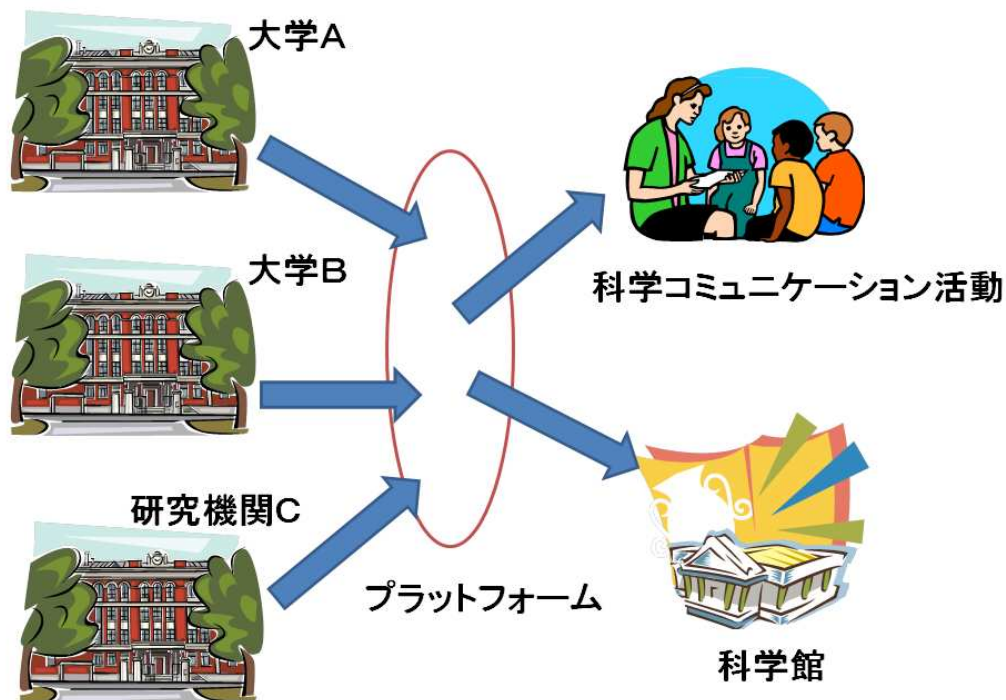 大学A
大学B
研究機関C
プラットフォーム
科学コミュニケーション活動
科学館